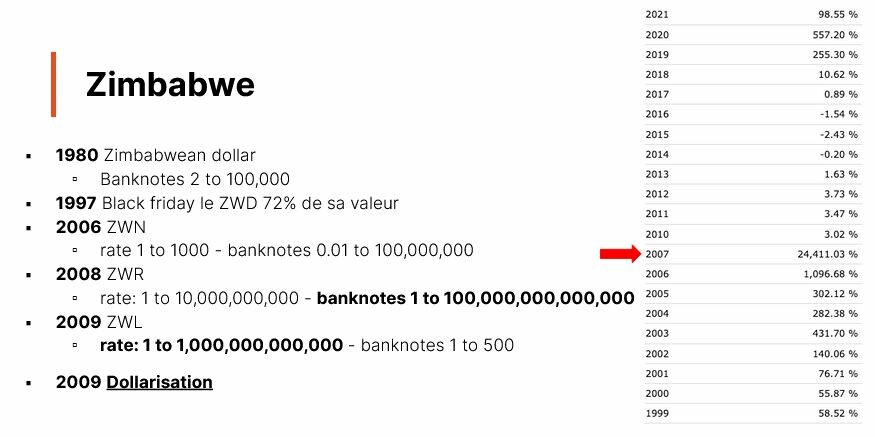 Zimbabwe
▪ 1980 Zimbabwean dollar
▫ Banknotes 2 to 100,000
▪ 1997 Black friday le ZWD 72% de sa valeur
▪ 2006 ZWN
▫ rate 1 to 1000 - banknotes 0.01 to 100,000,000
▪ 2008 ZWR
▫ rate: 1 to 10,000,000,000 - banknotes 1 to 100,000,000,000,000
▪ 2009 ZWL
▫ rate: 1 to 1,000,000,000,000 - banknotes 1 to 500
▪ 2009 Dollarisation
2021 98.55 %
2020 557.20 %
2019 255.30 %
2018 10.62 %
2017 0.89 %
2016 -1.54 %
2015 -2.43 %
2014 -0.20 %
2013 1.63 %
2012 3.73 %
2011 3.47 %
2010 3.02 %
2007 24,411.03 %
2006 1,096.68 %
2005 302.12 %
2004 282.38 %
2003 431.70 %
2002 140.06 %
2001 76.71 %
2000 55.87 %
1999 58.52 %